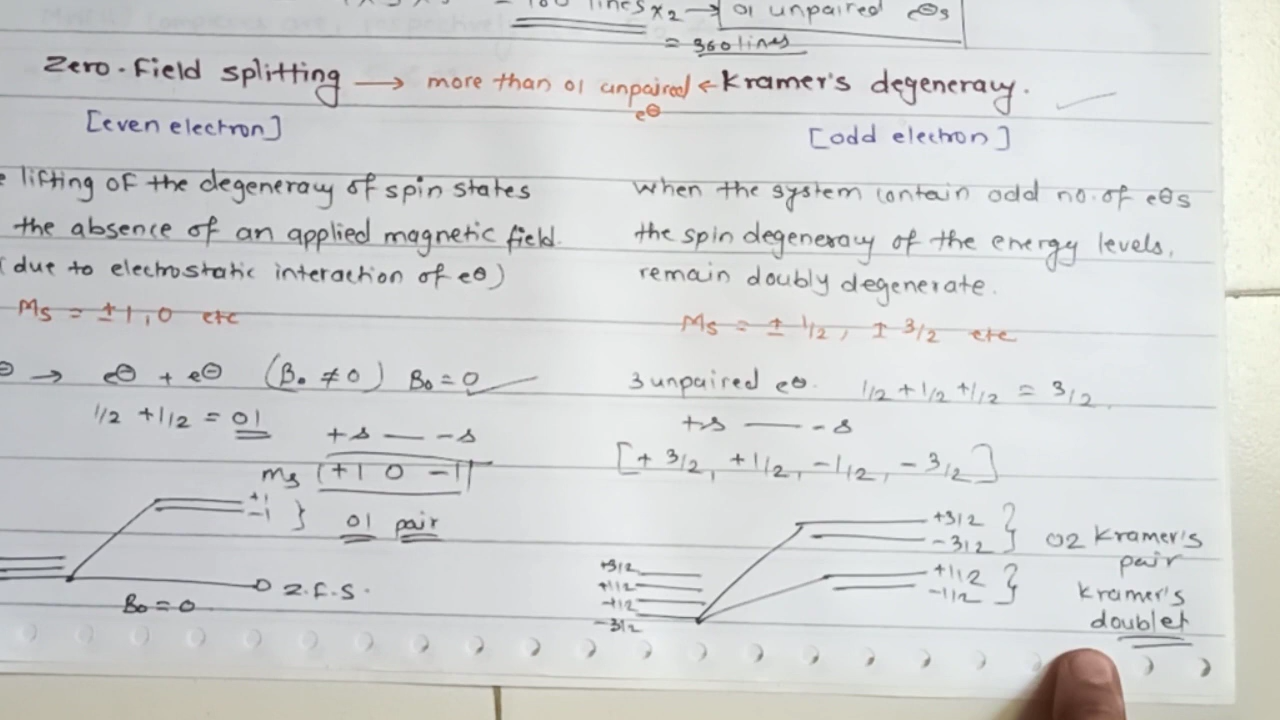 = 180 lines x2 → 01 unpaired e⊖s
= 360 lines
Zero-Field splitting → more than 01 unpaired e⊖ ← Kramer's degeneracy.
[even electron]
[odd electron]
lifting of the degeneracy of spin states
the absence of an applied magnetic field.
(due to electrostatic interaction of e⊖)
Ms = ±1, 0 etc
When the system contain odd no. of e⊖s
the spin degeneracy of the energy levels,
remain doubly degenerate.
Ms = ± 1/2, ± 3/2 etc
→ e⊖ + e⊖ (B₀ ≠ 0) B₀ = 0
1/2 + 1/2 = 01
+s — -s
ms +1 0 -1
+1
-1 } 01 pair
0 Z.F.S.
B₀ = 0
3 unpaired e⊖. 1/2 + 1/2 + 1/2 = 3/2.
+s — -s
[+ 3/2, +1/2, -1/2, - 3/2]
+3/2
+1/2
-1/2
-3/2
+3/2
-3/2 }
+1/2
-1/2 }
02 Kramer's
pair
Kramer's
doublet